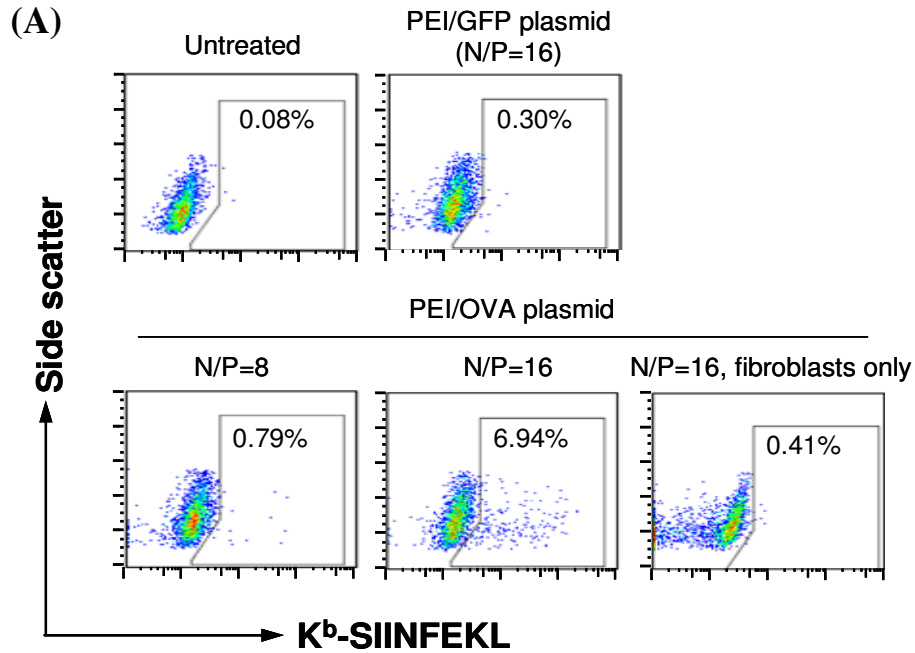 (A)
Untreated
PEI/GFP plasmid
(N/P=16)
0.08%
0.30%
Side scatter
PEI/OVA plasmid
N/P=8
N/P=16
N/P=16, fibroblasts only
0.79%
6.94%
0.41%
Kᵇ-SIINFEKL